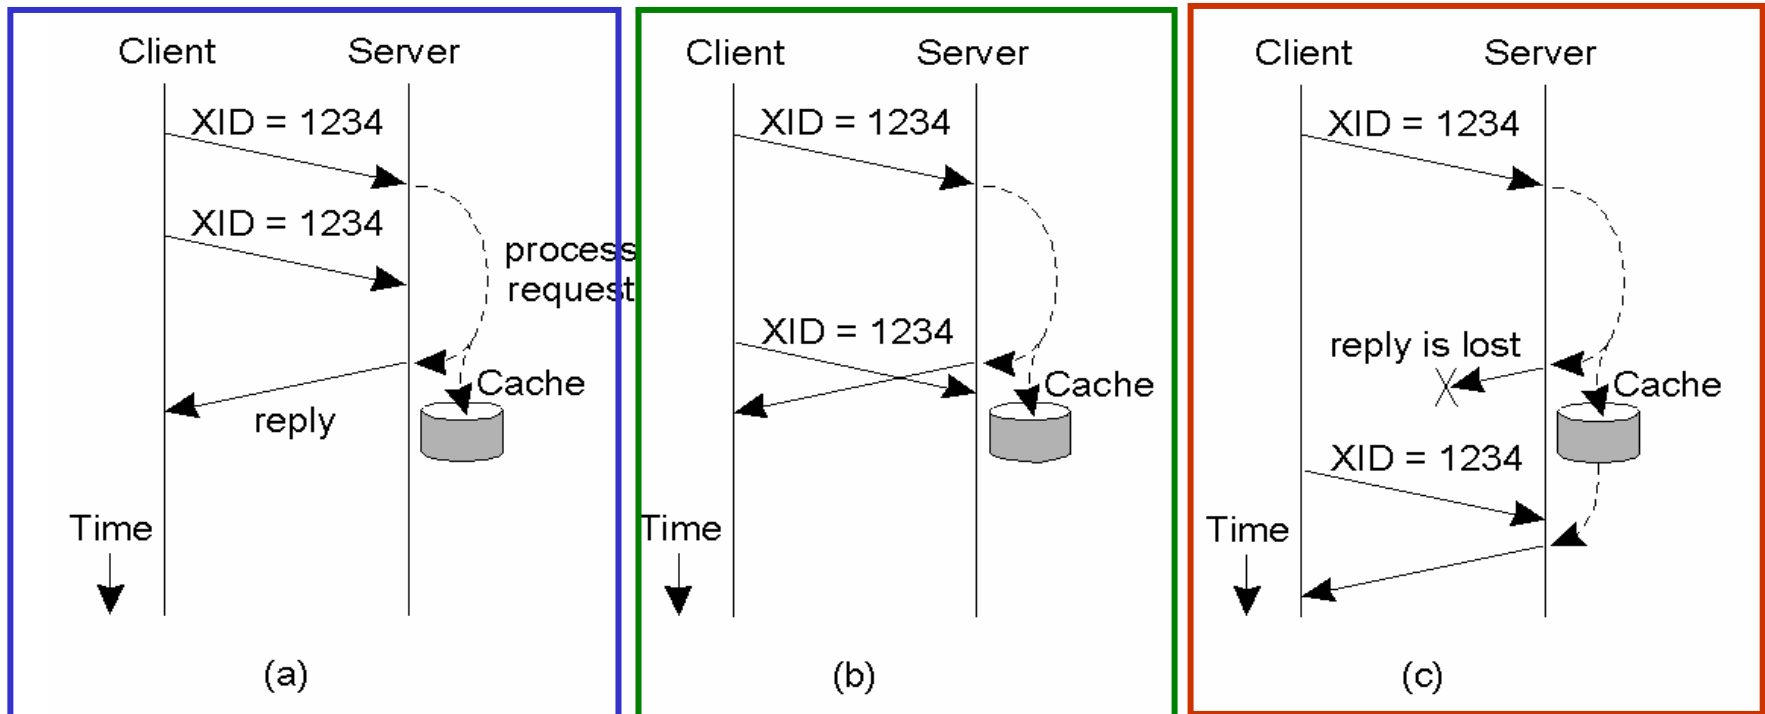 Client Server
XID = 1234
XID = 1234
process
request
Cache
reply
Time
(a)
Client Server
XID = 1234
XID = 1234
Cache
Time
(b)
Client Server
XID = 1234
reply is lost
Cache
XID = 1234
Time
(c)